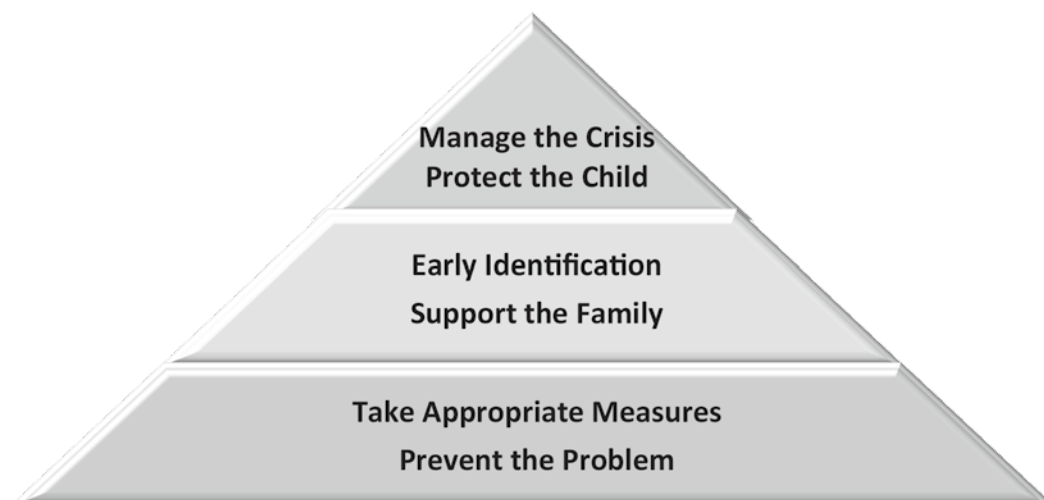 Manage the Crisis
Protect the Child
Early Identification
Support the Family
Take Appropriate Measures
Prevent the Problem